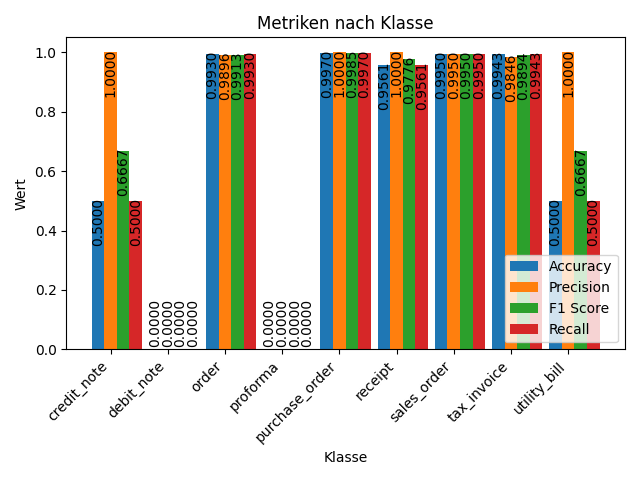 Metriken nach Klasse
Wert
1.0
0.8
0.6
0.4
0.2
0.0
0.5000
1.0000
0.6667
0.5000
0.0000
0.0000
0.0000
0.0000
0.9930
0.9896
0.9913
0.9930
0.0000
0.0000
0.0000
0.0000
0.9970
1.0000
0.9985
0.9970
0.9561
1.0000
0.9776
0.9561
0.9950
0.9950
0.9950
0.9950
0.9943
0.9846
0.9894
0.9943
0.5000
1.0000
0.6667
0.5000
Accuracy
Precision
F1 Score
Recall
credit_note
debit_note
order
proforma
purchase_order
receipt
sales_order
tax_invoice
utility_bill
Klasse